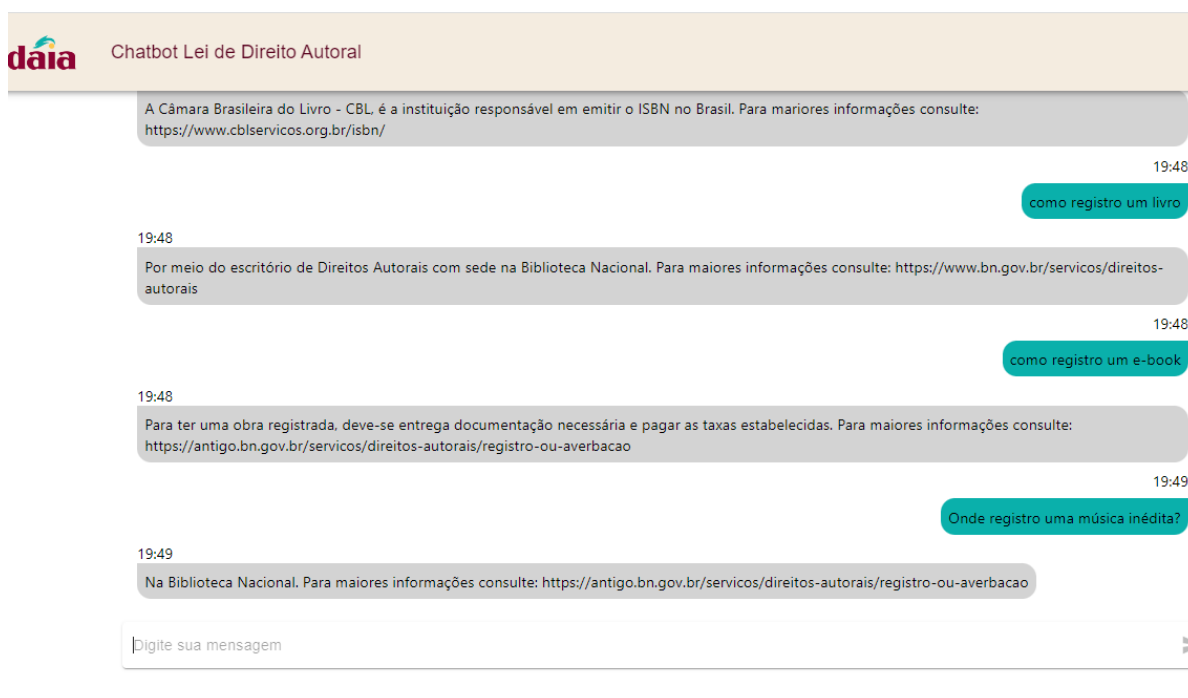 daia
Chatbot Lei de Direito Autoral
A Câmara Brasileira do Livro - CBL, é a instituição responsável em emitir o ISBN no Brasil. Para mariores informações consulte:
https://www.cblservicos.org.br/isbn/
19:48
como registro um livro
19:48
Por meio do escritório de Direitos Autorais com sede na Biblioteca Nacional. Para maiores informações consulte: https://www.bn.gov.br/servicos/direitos-
autorais
19:48
como registro um e-book
19:48
Para ter uma obra registrada, deve-se entrega documentação necessária e pagar as taxas estabelecidas. Para maiores informações consulte:
https://antigo.bn.gov.br/servicos/direitos-autorais/registro-ou-averbacao
19:49
Onde registro uma música inédita?
19:49
Na Biblioteca Nacional. Para maiores informações consulte: https://antigo.bn.gov.br/servicos/direitos-autorais/registro-ou-averbacao
Digite sua mensagem